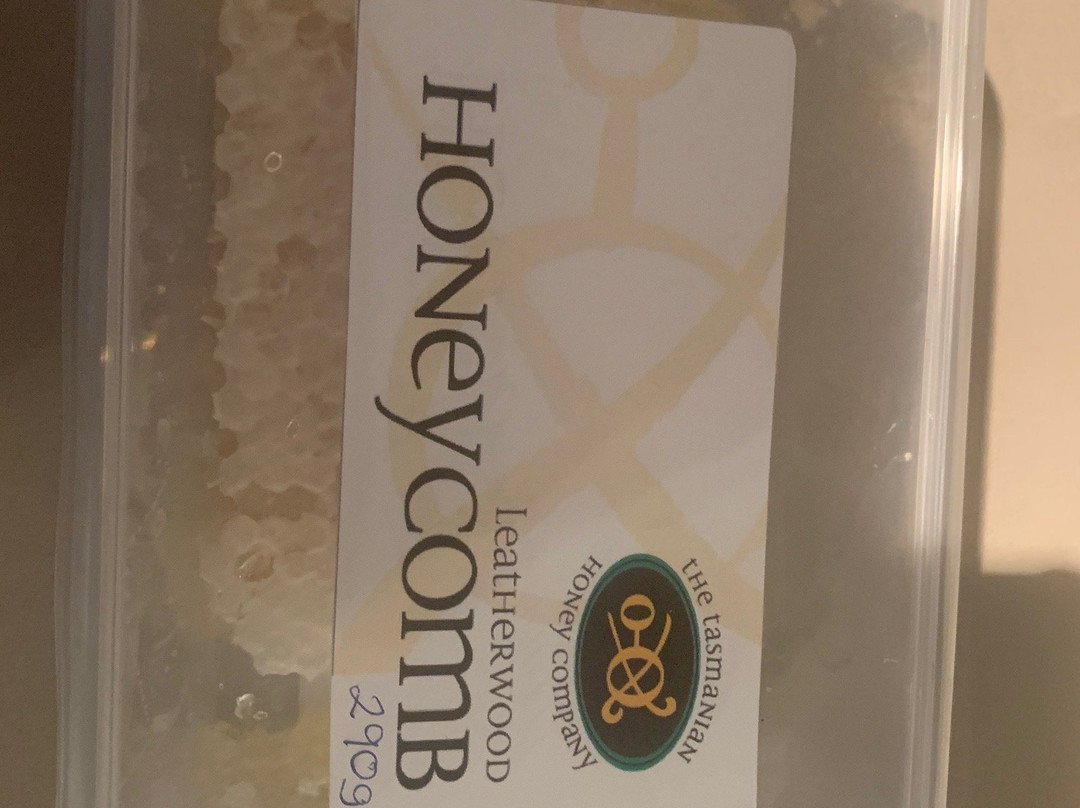 THE TASMANIAN
HONEY COMPANY
LEATHERWOOD
HONEYCOMB
290g